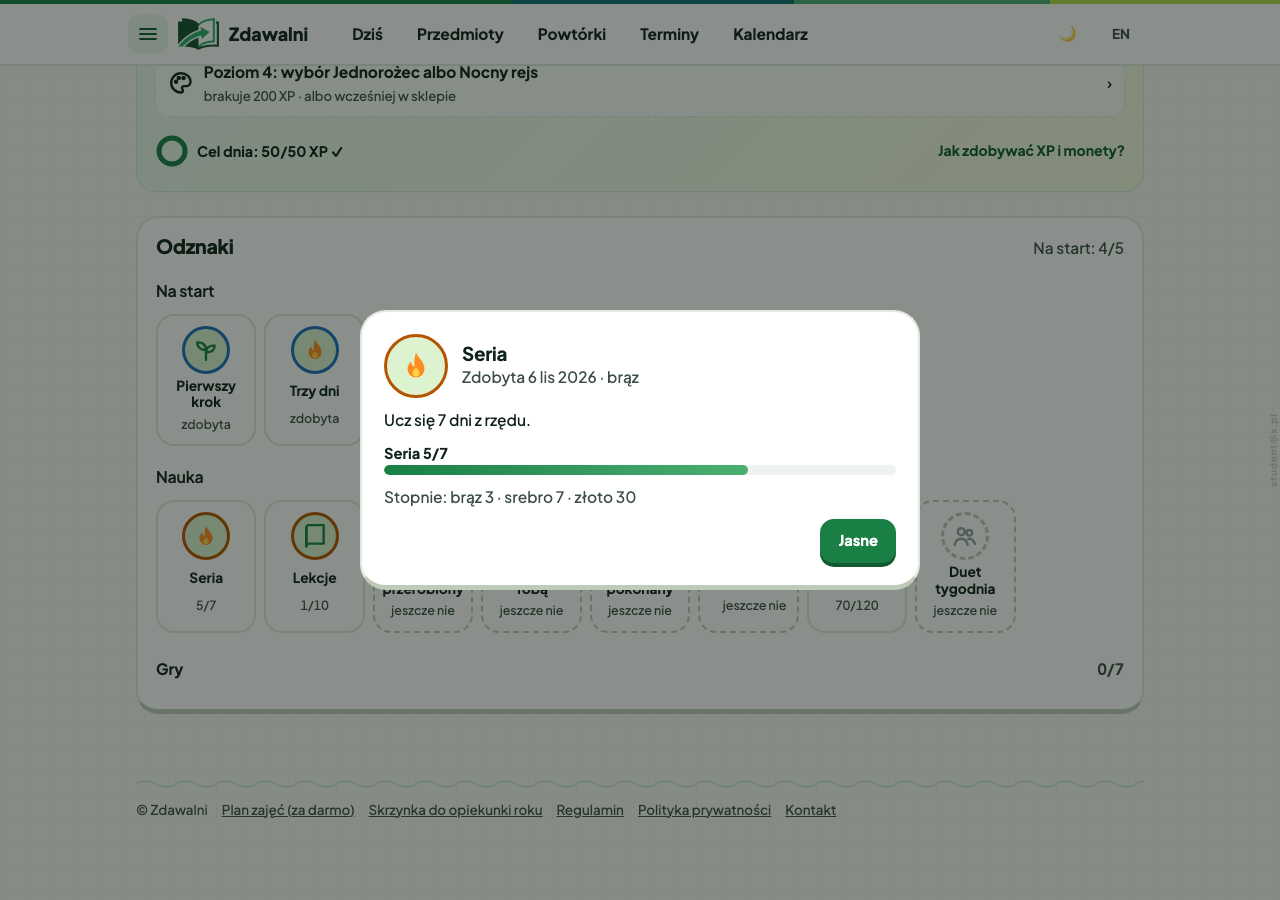 Zdawalni
Dziś
Przedmioty
Powtórki
Terminy
Kalendarz
EN
Poziom 4: wybór Jednorożec albo Nocny rejs
brakuje 200 XP · albo wcześniej w sklepie
›
Cel dnia: 50/50 XP ✓
Jak zdobywać XP i monety?
Odznaki
Na start: 4/5
Na start
Pierwszy
krok
zdobyta
Trzy dni
zdobyta
Seria
Zdobyta 6 lis 2026 · brąz
Ucz się 7 dni z rzędu.
Seria 5/7
Stopnie: brąz 3 · srebro 7 · złoto 30
Jasne
Nauka
Seria
5/7
Lekcje
1/10
przerobiony
jeszcze nie
jeszcze nie
pokonany
jeszcze nie
jeszcze nie
70/120
Duet
tygodnia
jeszcze nie
Gry
0/7
© Zdawalni
Plan zajęć (za darmo)
Skrzynka do opiekunki roku
Regulamin
Polityka prywatności
Kontakt
student@x.pl